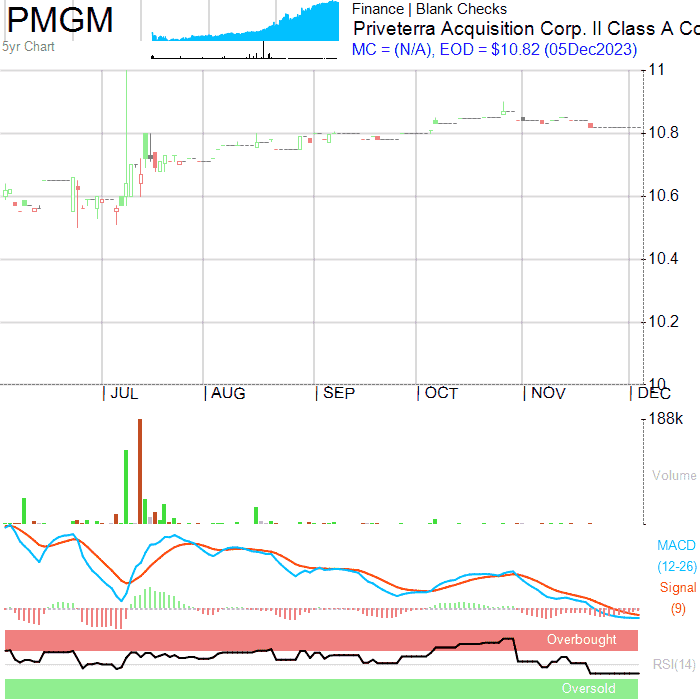 PMGM
5yr Chart
Finance | Blank Checks
Priveterra Acquisition Corp. II Class A Co
MC = (N/A), EOD = $10.82 (05Dec2023)
11
10.8
10.6
10.4
10.2
10
JUL AUG SEP OCT NOV DEC
188k
Volume
MACD
(12-26)
Signal
(9)
Overbought
RSI(14)
Oversold